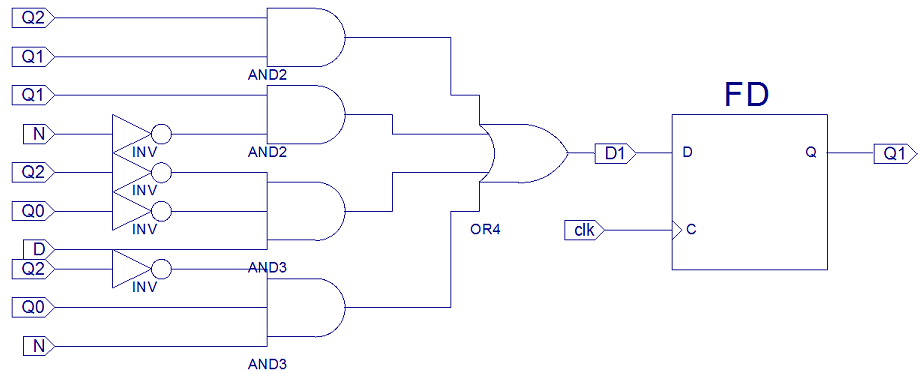 Q2
Q1
AND2
Q1
N
INV
AND2
Q2
INV
Q0
INV
D
AND3
Q2
INV
Q0
N
AND3
OR4
D1
FD
D
Q
clk
C
Q1